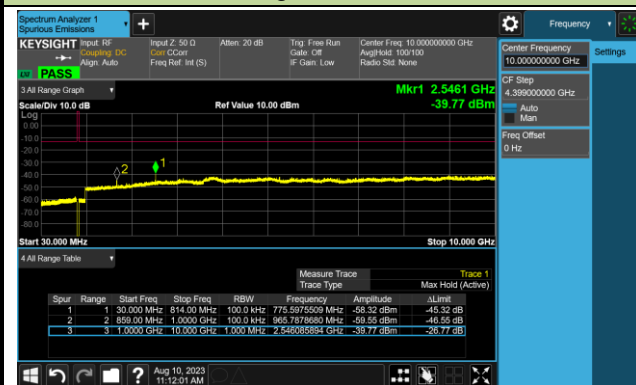 Spectrum Analyzer 1
Spurious Emissions
Frequency
KEYSIGHT
Input: RF
Coupling: DC
Align: Auto
Input Z: 50 Ω
Corr CCorr
Freq Ref: Int (S)
Atten: 20 dB
Trig: Free Run
Gate: Off
IF Gain: Low
Center Freq: 10.000000000 GHz
Avg|Hold: 100/100
Radio Std: None
PASS
Center Frequency
10.000000000 GHz
Settings
CF Step
4.399000000 GHz
Auto
Man
Freq Offset
0 Hz
3 All Range Graph
Mkr1 2.5461 GHz
Scale/Div 10.0 dB
Ref Value 10.00 dBm
-39.77 dBm
Log
0.00
-10.0
-20.0
-30.0
-40.0
-50.0
-60.0
-70.0
-80.0
2
1
Start 30.000 MHz
Stop 10.000 GHz
4 All Range Table
Measure Trace Trace 1
Trace Type Max Hold (Active)
Spur Range Start Freq Stop Freq RBW Frequency Amplitude ΔLimit
1 1 30.000 MHz 814.00 MHz 100.0 kHz 775.5975508 MHz -58.32 dBm -45.32 dB
2 2 859.00 MHz 1.0000 GHz 100.0 kHz 965.7878680 MHz -59.55 dBm -46.55 dB
3 3 1.0000 GHz 10.000 GHz 1.000 MHz 2.546085894 GHz -39.77 dBm -26.77 dB
Aug 10, 2023
11:12:01 AM